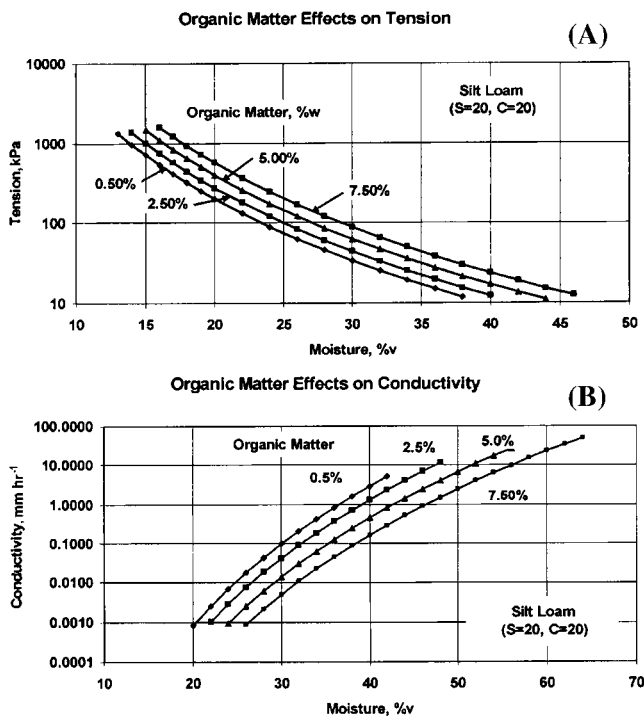 Organic Matter Effects on Tension
(A)
10000
1000
100
10
Tension, kPa
Organic Matter, %w
Silt Loam
(S=20, C=20)
5.00%
0.50%
2.50%
7.50%
10 15 20 25 30 35 40 45 50
Moisture, %v
Organic Matter Effects on Conductivity
(B)
100.0000
10.0000
1.0000
0.1000
0.0100
0.0010
0.0001
Conductivity, mm hr-1
Organic Matter
0.5%
2.5%
5.0%
7.50%
Silt Loam
(S=20, C=20)
10 20 30 40 50 60 70
Moisture, %v